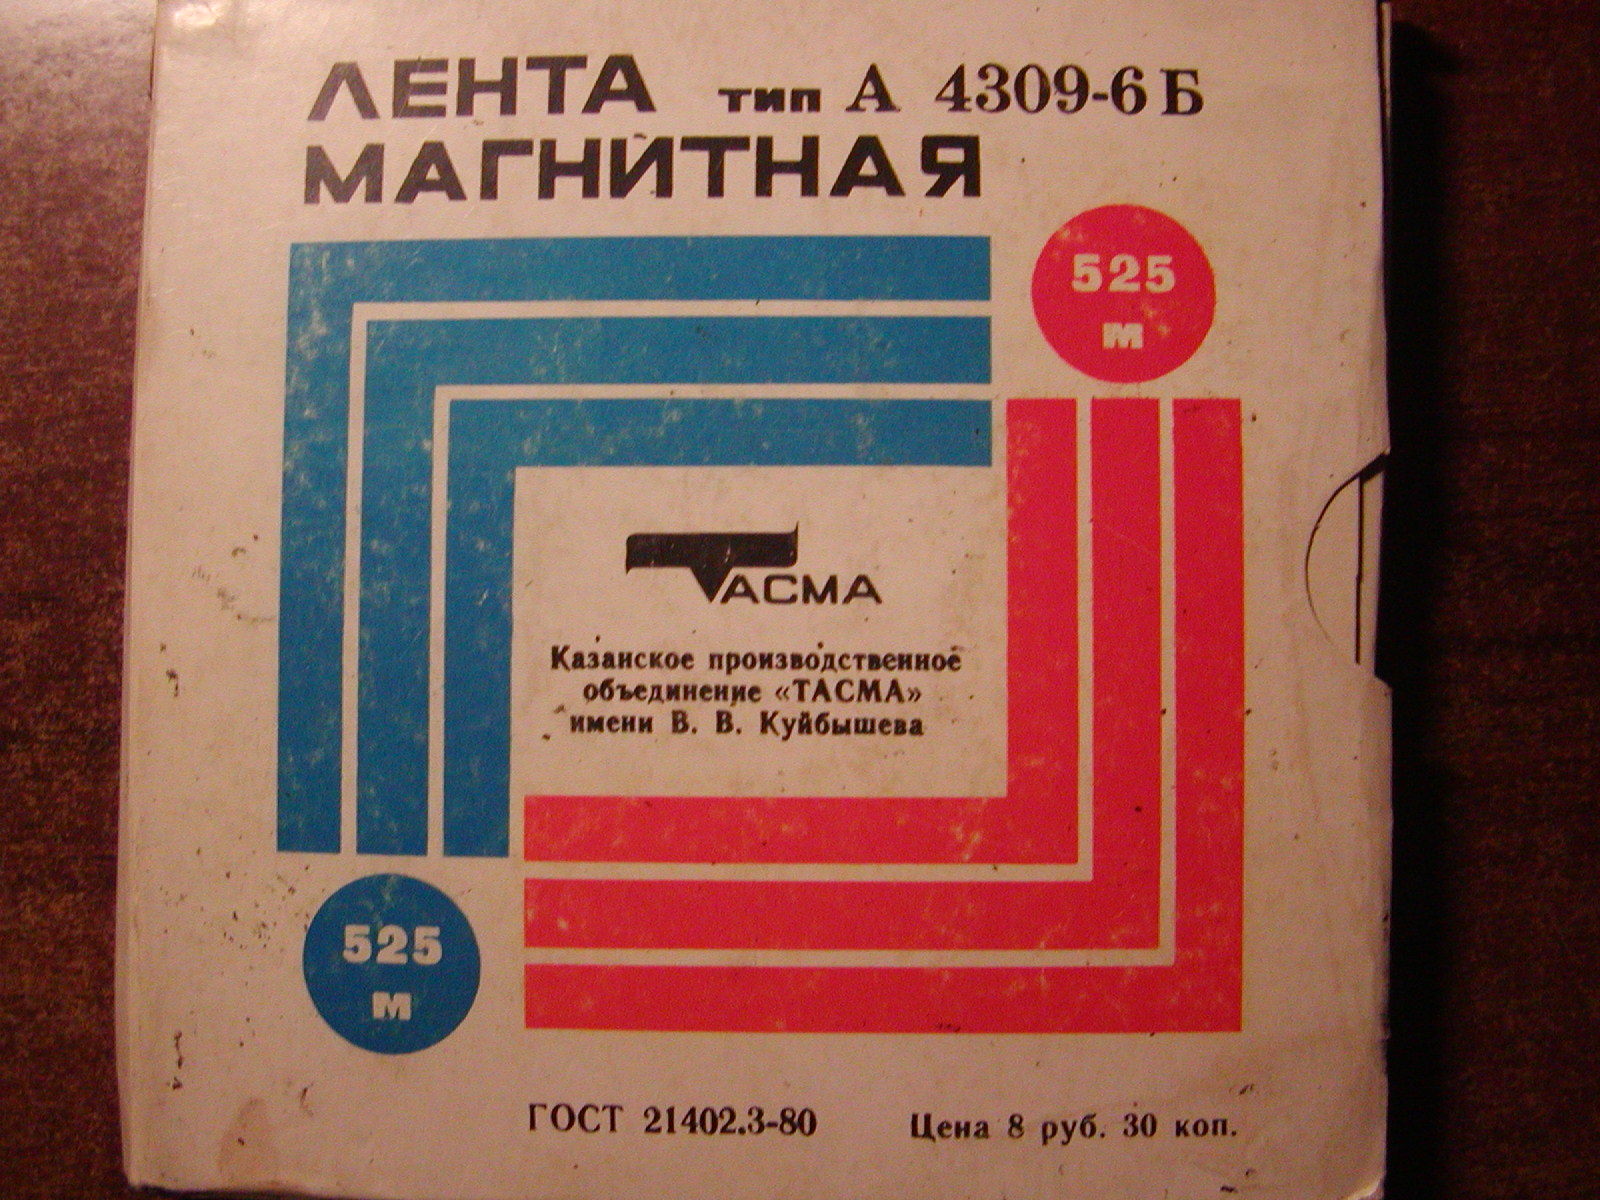 ЛЕНТА тип А 4309-6 Б
МАГНИТНАЯ
525
м
ТАСМА
Казанское производственное
объединение «ТАСМА»
имени В. В. Куйбышева
525
м
ГОСТ 21402.3-80 Цена 8 руб. 30 коп.